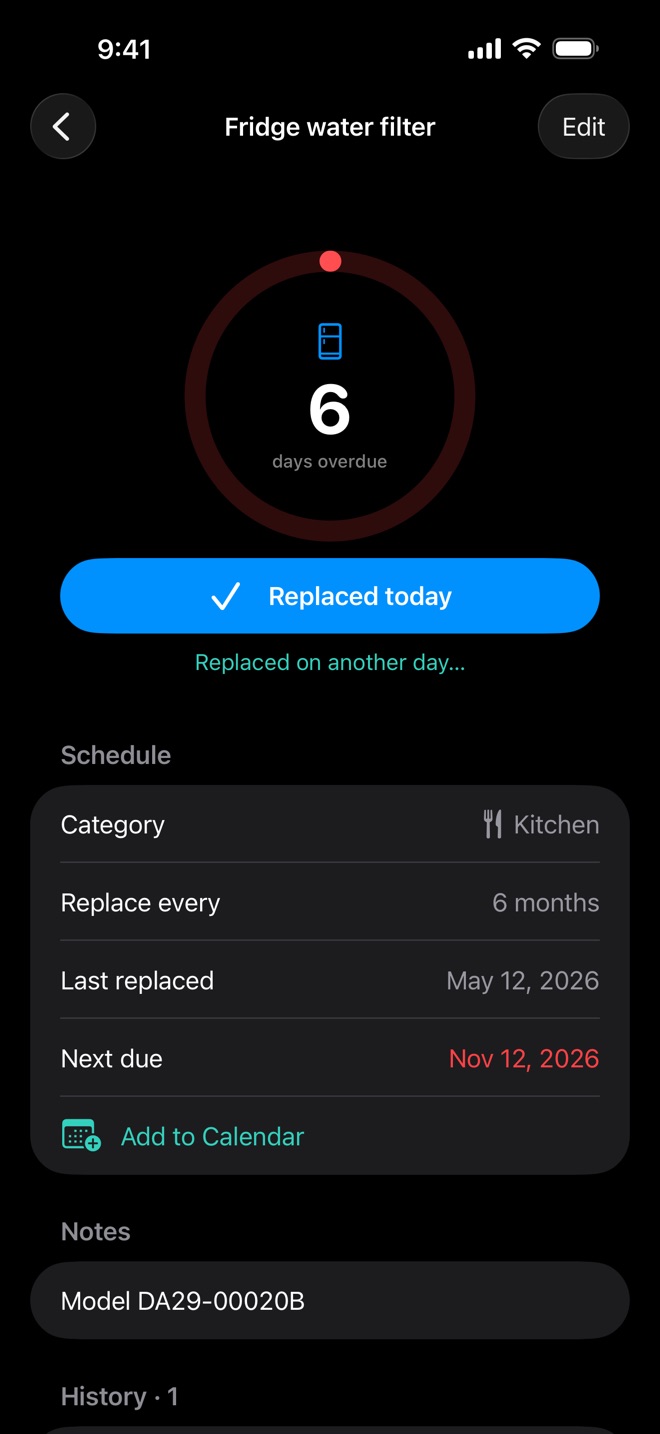 9:41
Fridge water filter
Edit
6
days overdue
Replaced today
Replaced on another day...
Schedule
Category Kitchen
Replace every 6 months
Last replaced May 12, 2026
Next due Nov 12, 2026
Add to Calendar
Notes
Model DA29-00020B
History · 1